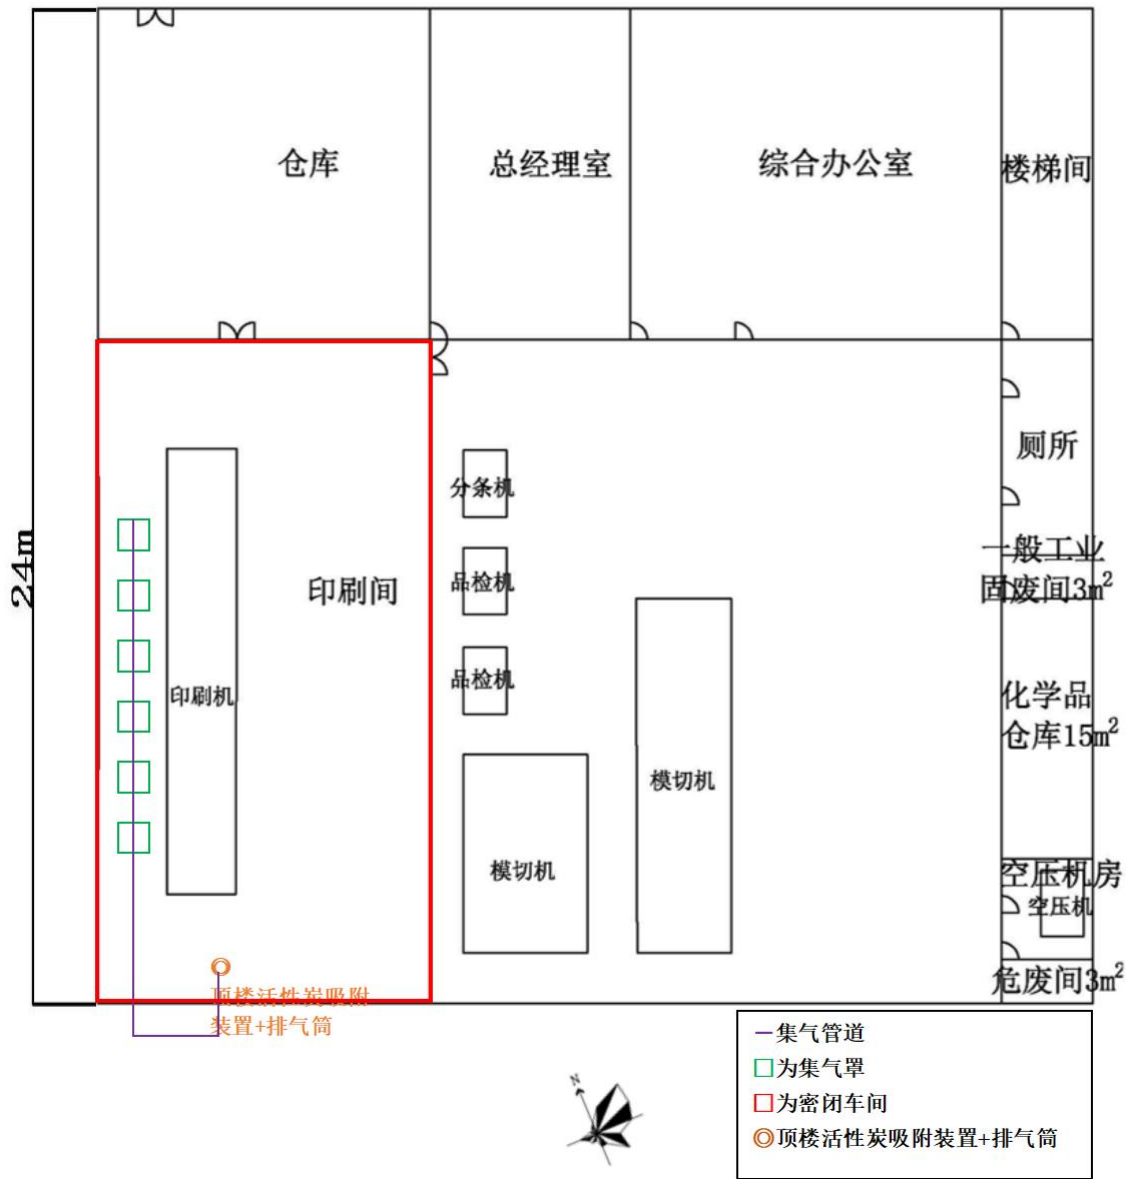 仓库
总经理室
综合办公室
楼梯间
24m
印刷机
印刷间
分条机
品检机
品检机
模切机
模切机
厕所
一般工业
固废间3m²
化学品
仓库15m²
空压机房
空压机
危废间3m²
顶楼活性炭吸附
装置+排气筒
N
集气管道
为集气罩
为密闭车间
顶楼活性炭吸附装置+排气筒